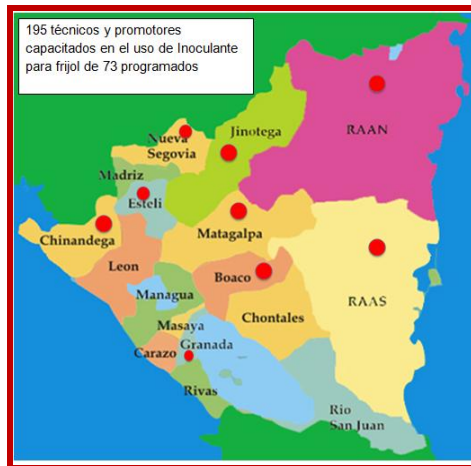 195 técnicos y promotores
capacitados en el uso de Inoculante
para frijol de 73 programados
Nueva
Segovia
Jinotega
RAAN
Madriz
Esteli
Chinandega
Matagalpa
Leon
Boaco
RAAS
Managua
Chontales
Masaya
Granada
Carazo
Rivas
Rio
San Juan